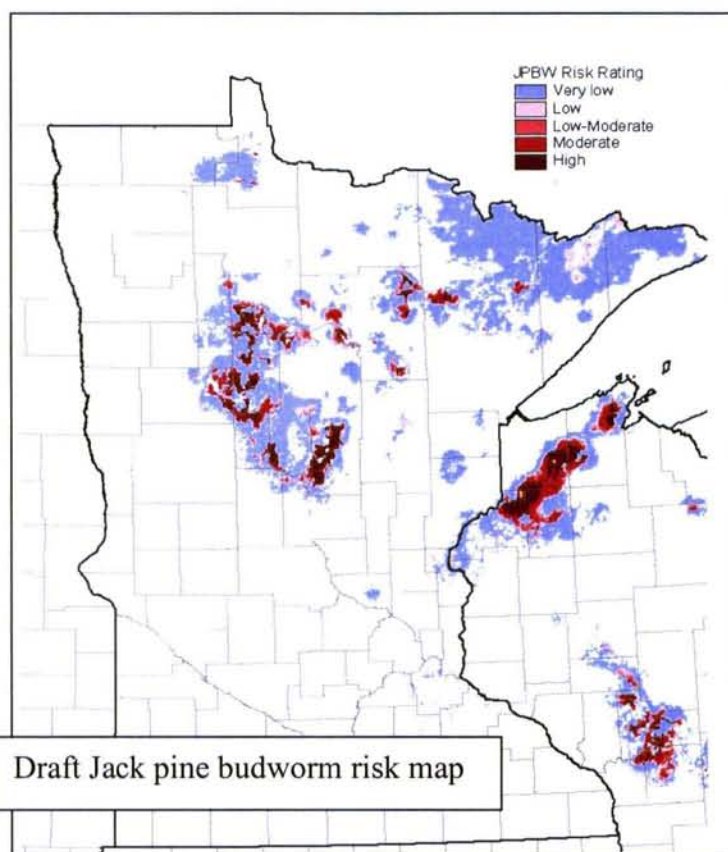 JPBW Risk Rating
Very low
Low
Low-Moderate
Moderate
High
Draft Jack pine budworm risk map